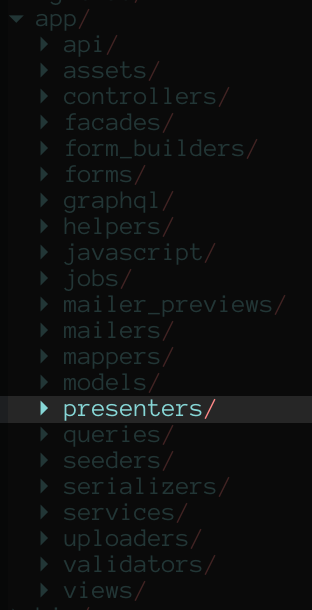 app/
api/
assets/
controllers/
facades/
form_builders/
forms/
graphql/
helpers/
javascript/
jobs/
mailer_previews/
mailers/
mappers/
models/
presenters/
queries/
seeders/
serializers/
services/
uploaders/
validators/
views/